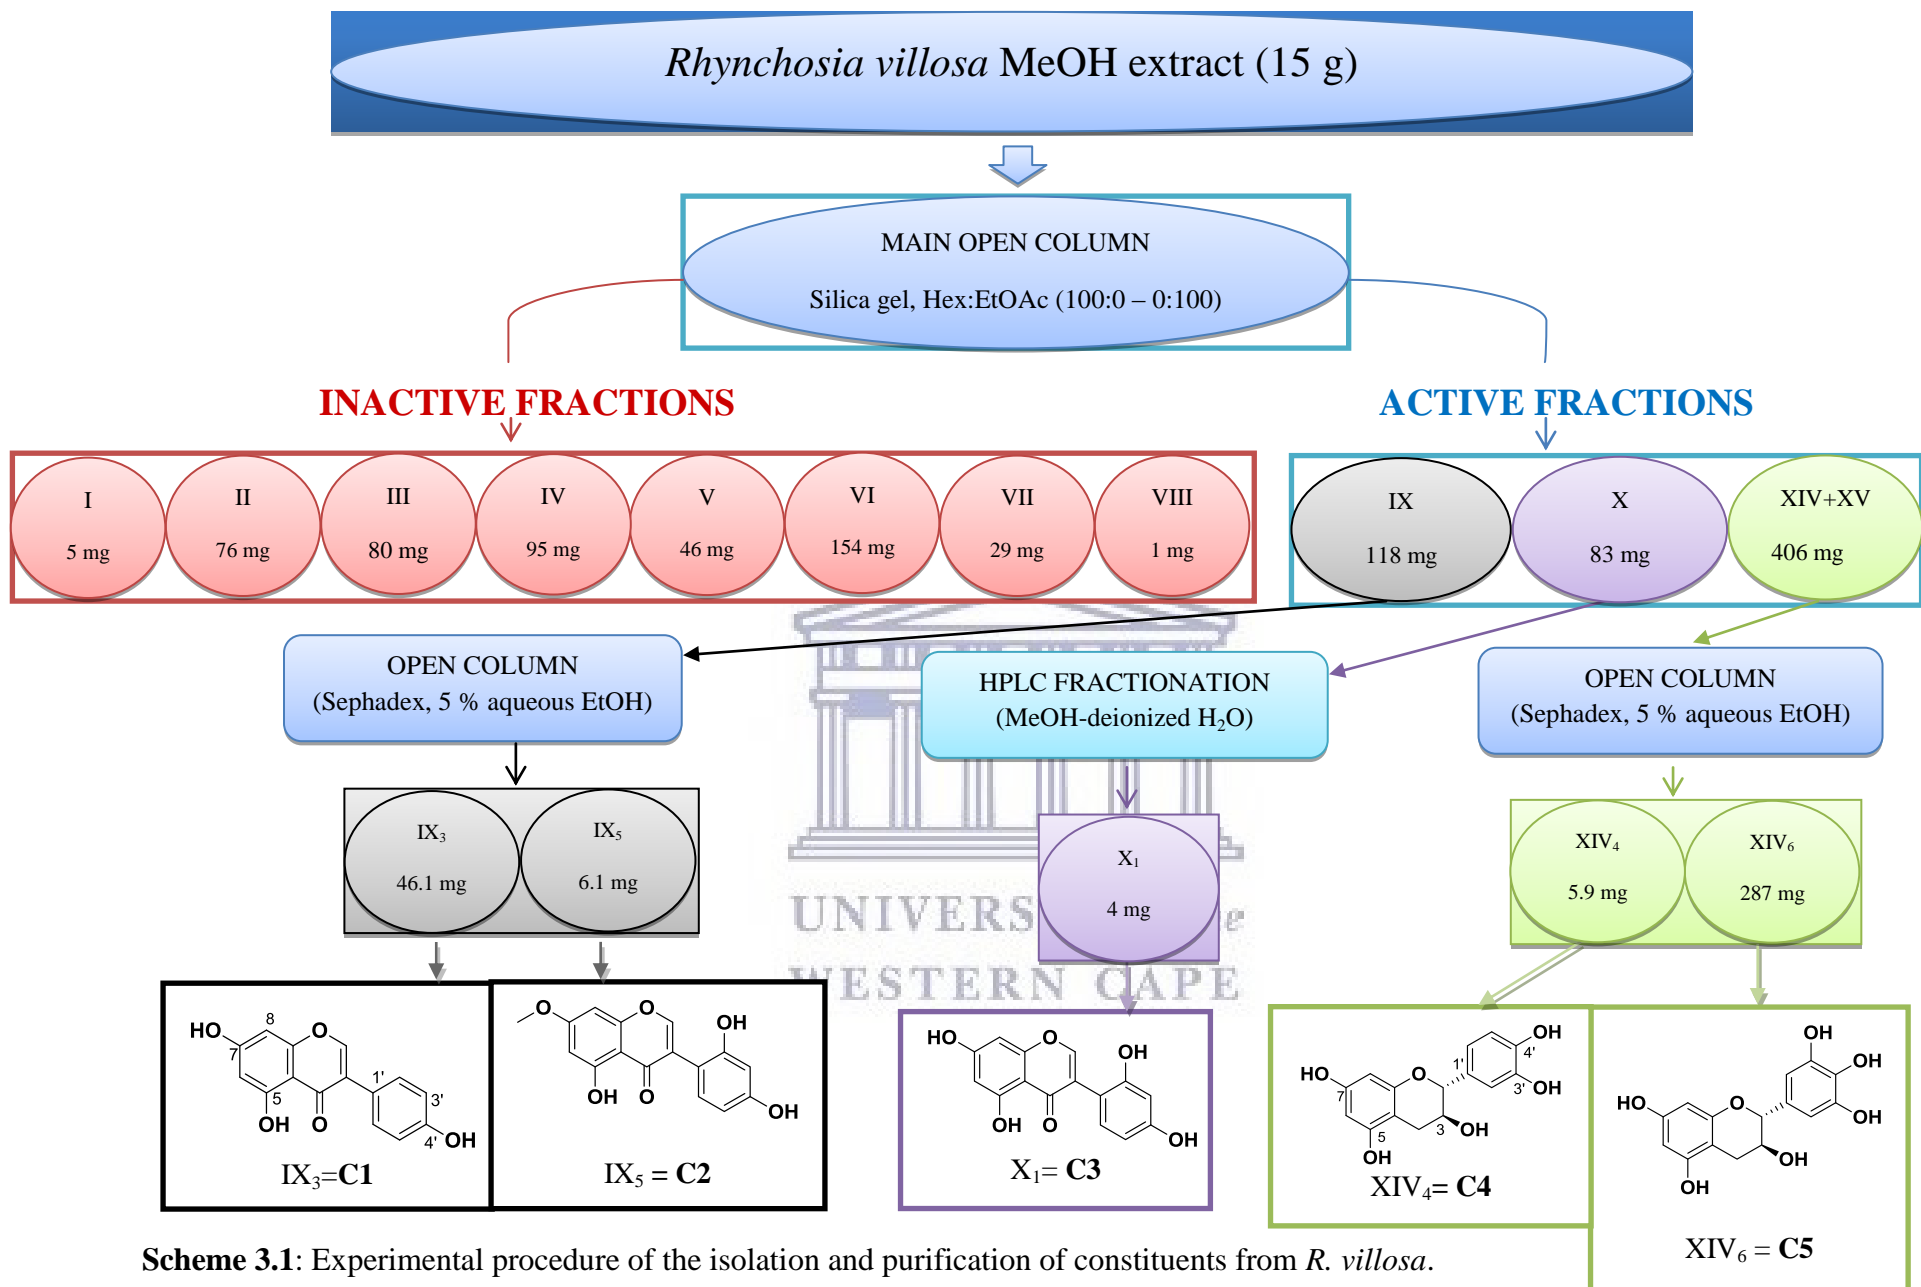 Rhynchosia villosa MeOH extract (15 g)
MAIN OPEN COLUMN
Silica gel, Hex:EtOAc (100:0 – 0:100)
INACTIVE FRACTIONS
ACTIVE FRACTIONS
I
5 mg
II
76 mg
III
80 mg
IV
95 mg
V
46 mg
VI
154 mg
VII
29 mg
VIII
1 mg
IX
118 mg
X
83 mg
XIV+XV
406 mg
OPEN COLUMN
(Sephadex, 5 % aqueous EtOH)
HPLC FRACTIONATION
(MeOH-deionized H₂O)
OPEN COLUMN
(Sephadex, 5 % aqueous EtOH)
IX₃
46.1 mg
IX₅
6.1 mg
X₁
4 mg
XIV₄
5.9 mg
XIV₆
287 mg
UNIVERS
WESTERN CAPE
HO
7
8
O
1'
3'
4'
OH
5
OH
O
IX₃=C1
O
O
OH
OH
O
OH
IX₅ = C2
HO
O
OH
OH
O
OH
X₁= C3
HO
7
O
1'
OH
4'
3'
OH
5
3
OH
OH
XIV₄= C4
HO
O
OH
OH
OH
OH
OH
XIV₆ = C5
Scheme 3.1: Experimental procedure of the isolation and purification of constituents from R. villosa.